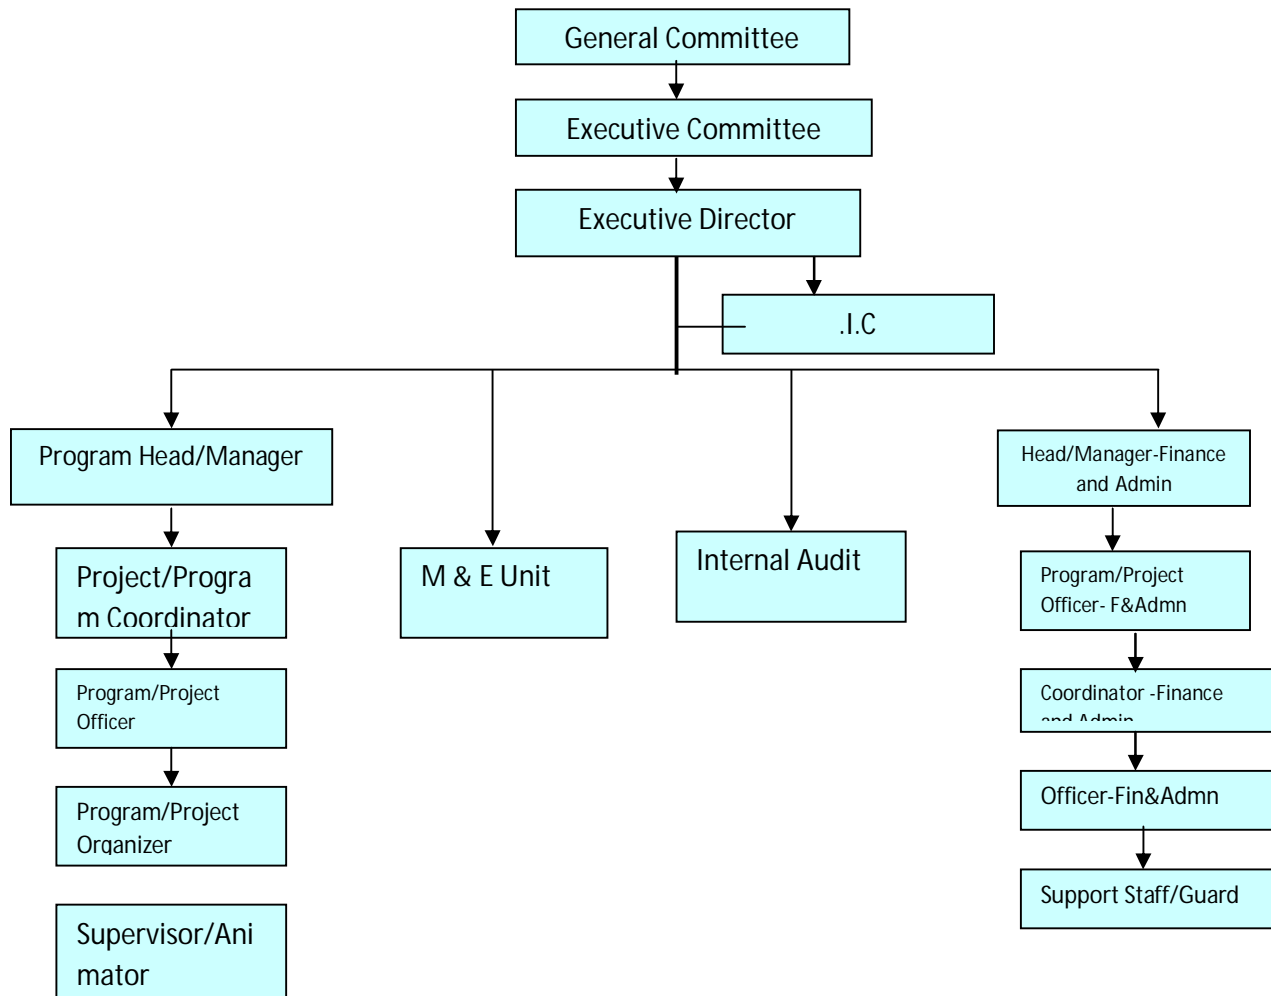 General Committee
Executive Committee
Executive Director
.I.C
Program Head/Manager
Head/Manager-Finance
and Admin
Project/Progra
m Coordinator
M & E Unit
Internal Audit
Program/Project
Officer- F&Admn
Program/Project
Officer
Coordinator -Finance
and Admin
Program/Project
Organizer
Officer-Fin&Admn
Support Staff/Guard
Supervisor/Ani
mator